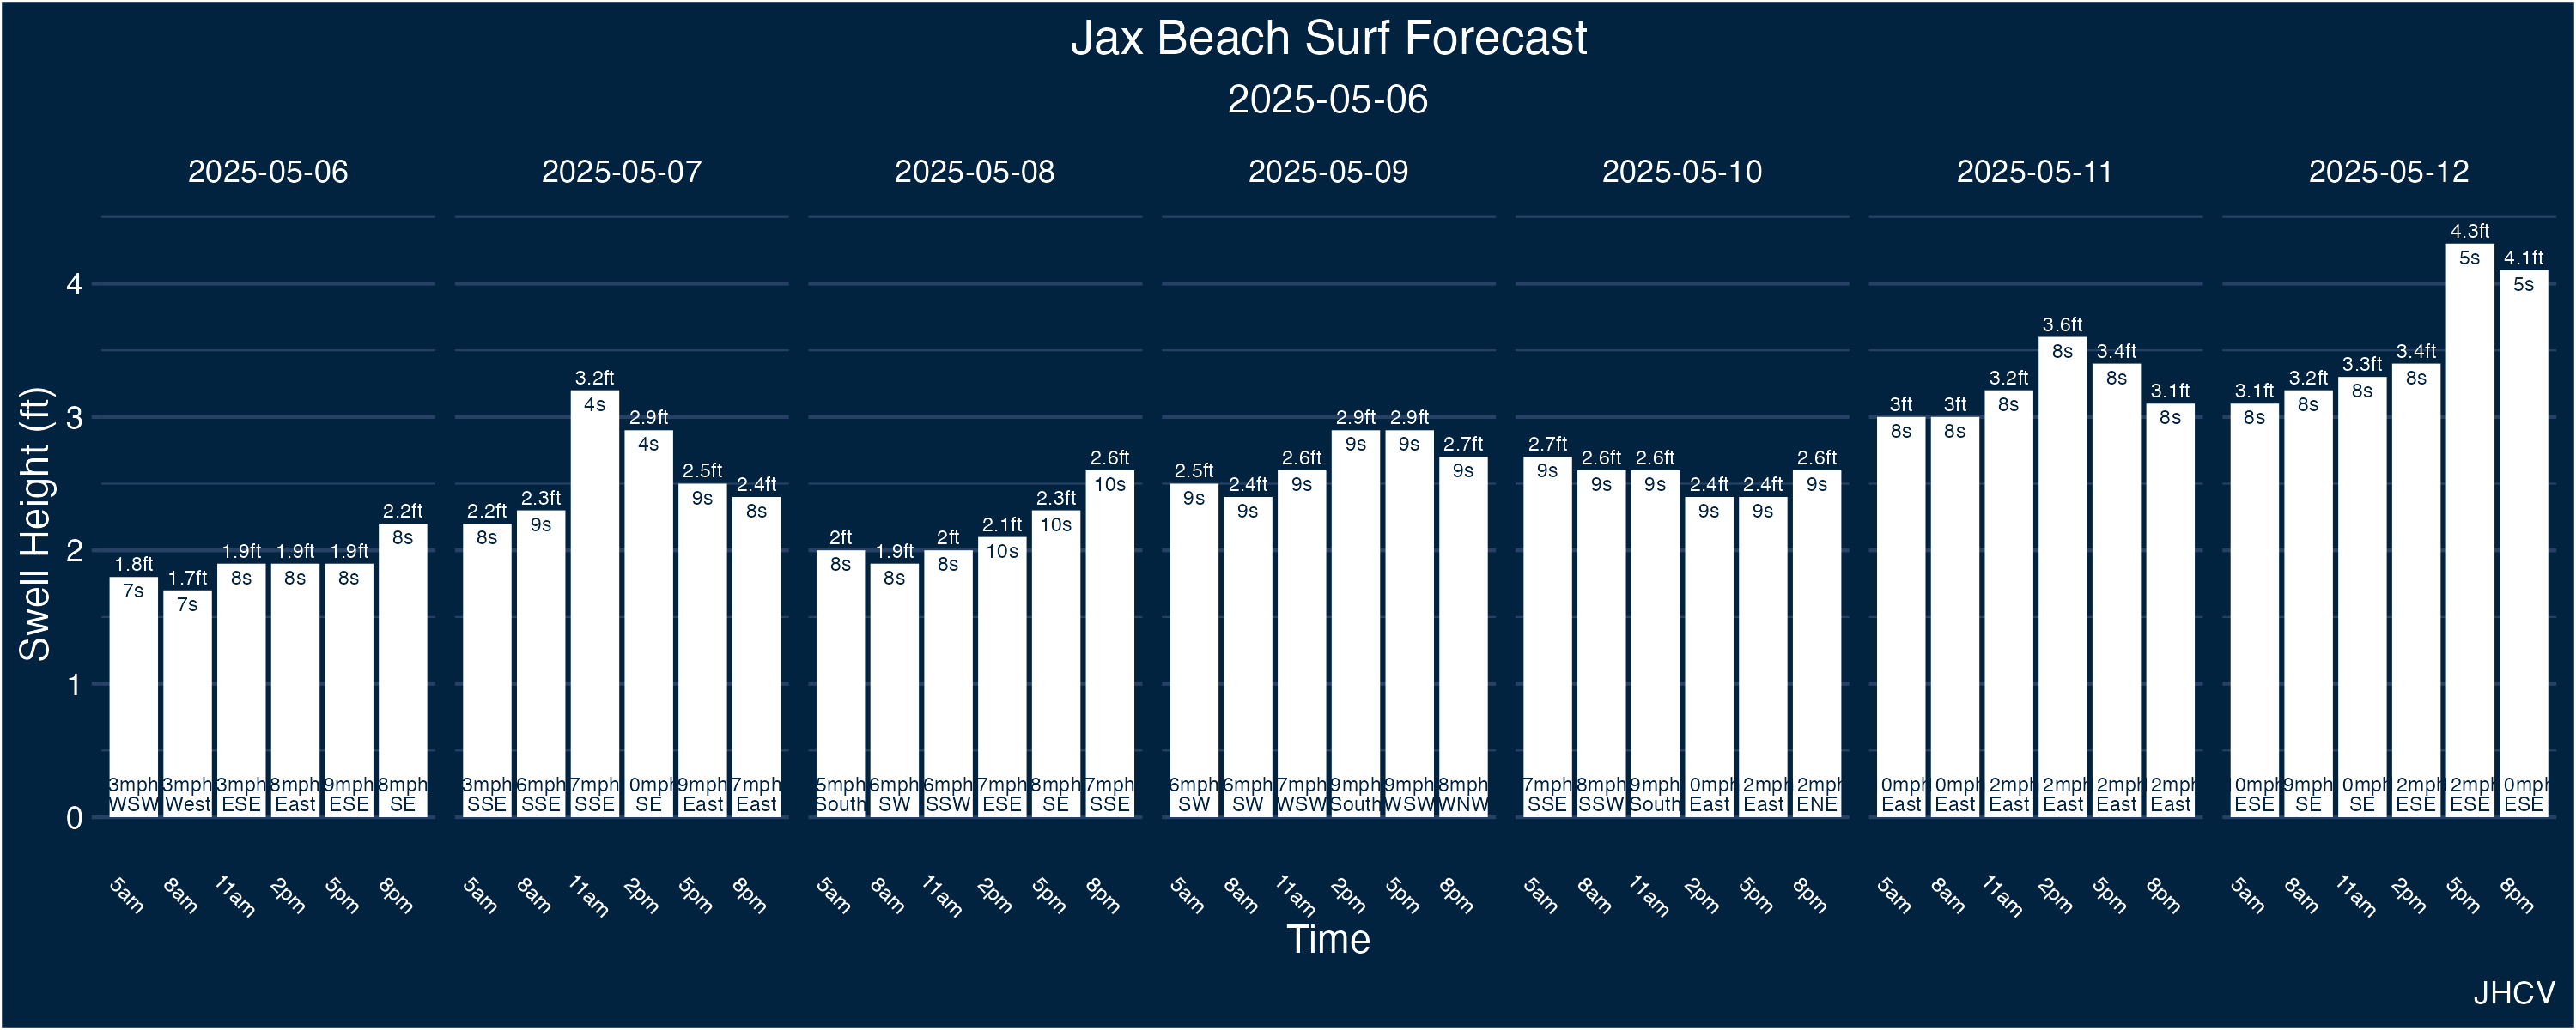 Jax Beach Surf Forecast
2025-05-06
2025-05-06 2025-05-07 2025-05-08 2025-05-09 2025-05-10 2025-05-11 2025-05-12
Swell Height (ft)
4
3
2
1
0
1.8ft 1.7ft 1.9ft 1.9ft 1.9ft 2.2ft
7s 7s 8s 8s 8s 8s
3mph 3mph 3mph 8mph 9mph 8mph
WSW West ESE East ESE SE
2.2ft 2.3ft 3.2ft 2.9ft 2.5ft 2.4ft
8s 9s 4s 4s 9s 8s
3mph 6mph 7mph 0mph 9mph 7mph
SSE SSE SSE SE East East
2ft 1.9ft 2ft 2.1ft 2.3ft 2.6ft
8s 8s 8s 10s 10s 10s
5mph 6mph 6mph 7mph 8mph 7mph
South SW SSW ESE SE SSE
2.5ft 2.4ft 2.6ft 2.9ft 2.9ft 2.7ft
9s 9s 9s 9s 9s 9s
6mph 6mph 7mph 9mph 9mph 8mph
SW SW WSW South WSW WNW
2.7ft 2.6ft 2.6ft 2.4ft 2.4ft 2.6ft
9s 9s 9s 9s 9s 9s
7mph 8mph 9mph 0mph 2mph 2mph
SSE SSW South East East ENE
3ft 3ft 3.2ft 3.6ft 3.4ft 3.1ft
8s 8s 8s 8s 8s 8s
0mph 0mph 2mph 2mph 2mph 12mph
East East East East East East
3.1ft 3.2ft 3.3ft 3.4ft 4.3ft 4.1ft
8s 8s 8s 8s 5s 5s
0mph 9mph 0mph 2mph 2mph 0mph
ESE SE SE ESE ESE ESE
5am 8am 11am 2pm 5pm 8pm 5am 8am 11am 2pm 5pm 8pm 5am 8am 11am 2pm 5pm 8pm 5am 8am 11am 2pm 5pm 8pm 5am 8am 11am 2pm 5pm 8pm 5am 8am 11am 2pm 5pm 8pm 5am 8am 11am 2pm 5pm 8pm
Time
JHCV